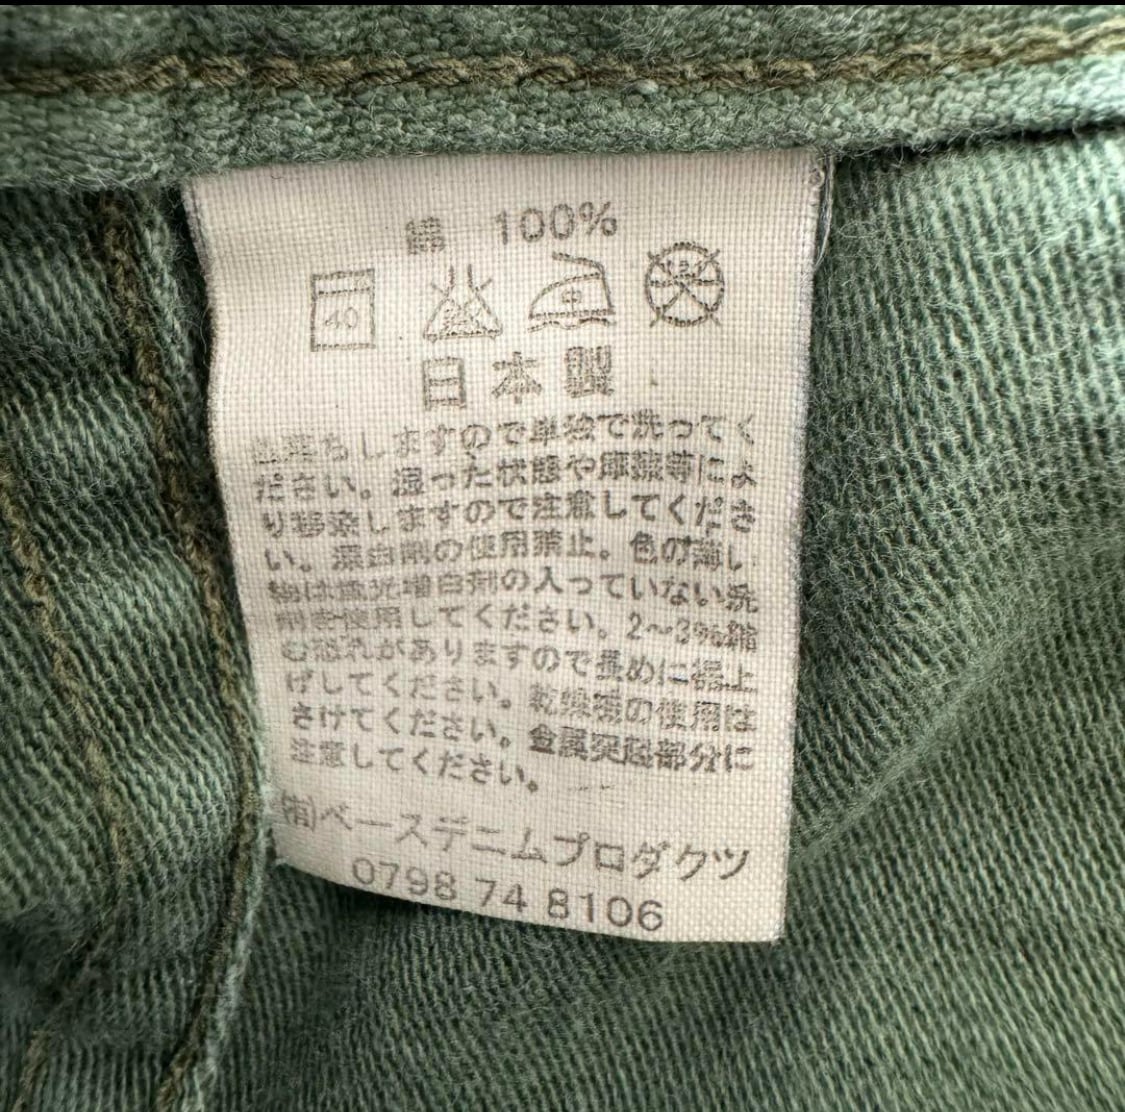 綿 100%
40
日本製
色落ちしますので単独で洗ってく
ださい。湿った状態や摩擦等によ
り移染しますので注意してくださ
い。漂白剤の使用禁止。色の薄い
物は蛍光増白剤の入っていない洗
剤を使用してください。2〜3%縮
む恐れがありますので長めに裾上
げしてください。乾燥機の使用は
さけてください。金属突起部分に
注意してください。
(有)ベースデニムプロダクツ
0798 74 8106